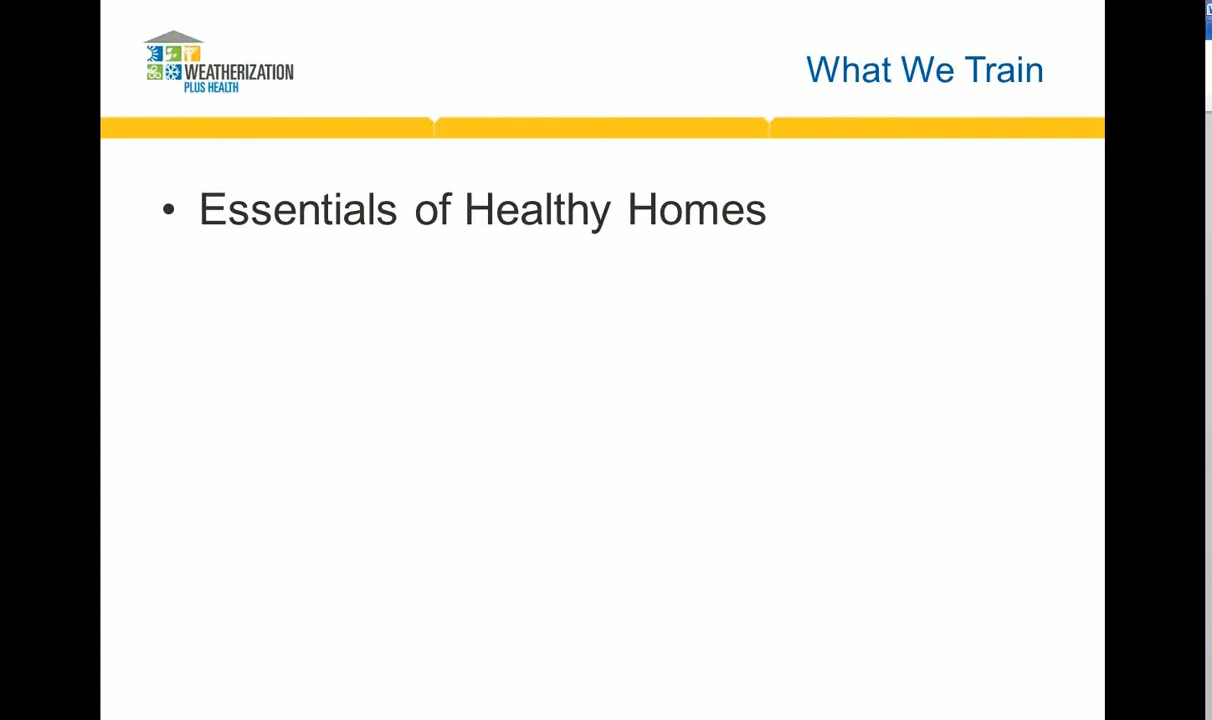 WEATHERIZATION
PLUS HEALTH
What We Train
• Essentials of Healthy Homes